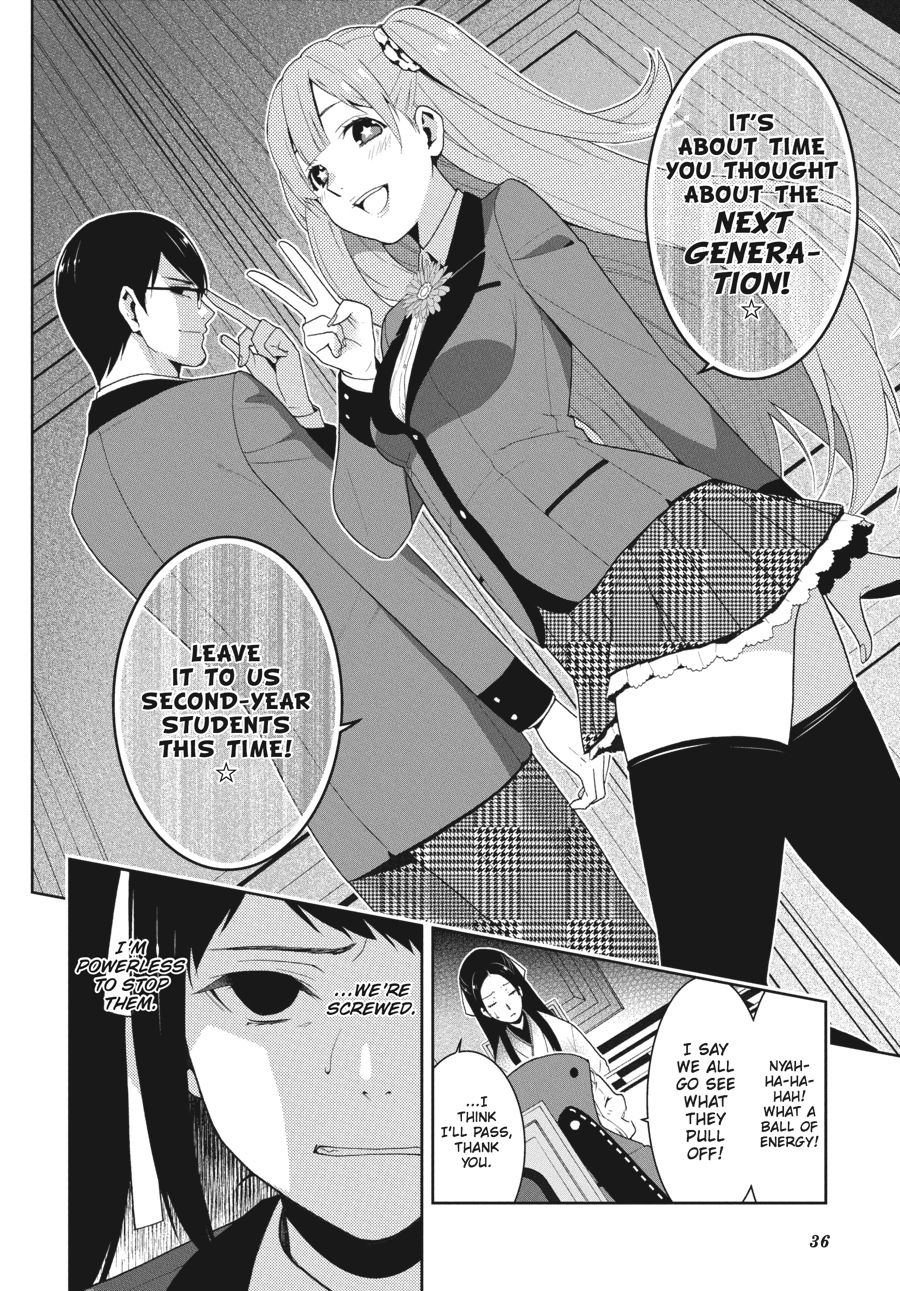 IT'S
ABOUT TIME
YOU THOUGHT
ABOUT THE
NEXT
GENERA-
TION!
☆
LEAVE
IT TO US
SECOND-YEAR
STUDENTS
THIS TIME!
☆
NYAH-
HA-HA-
HAH!
WHAT A
BALL OF
ENERGY!
I SAY
WE ALL
GO SEE
WHAT
THEY
PULL
OFF!
...I
THINK
I'LL PASS,
THANK
YOU.
...WE'RE
SCREWED.
I'M
POWERLESS
TO STOP
THEM.
36